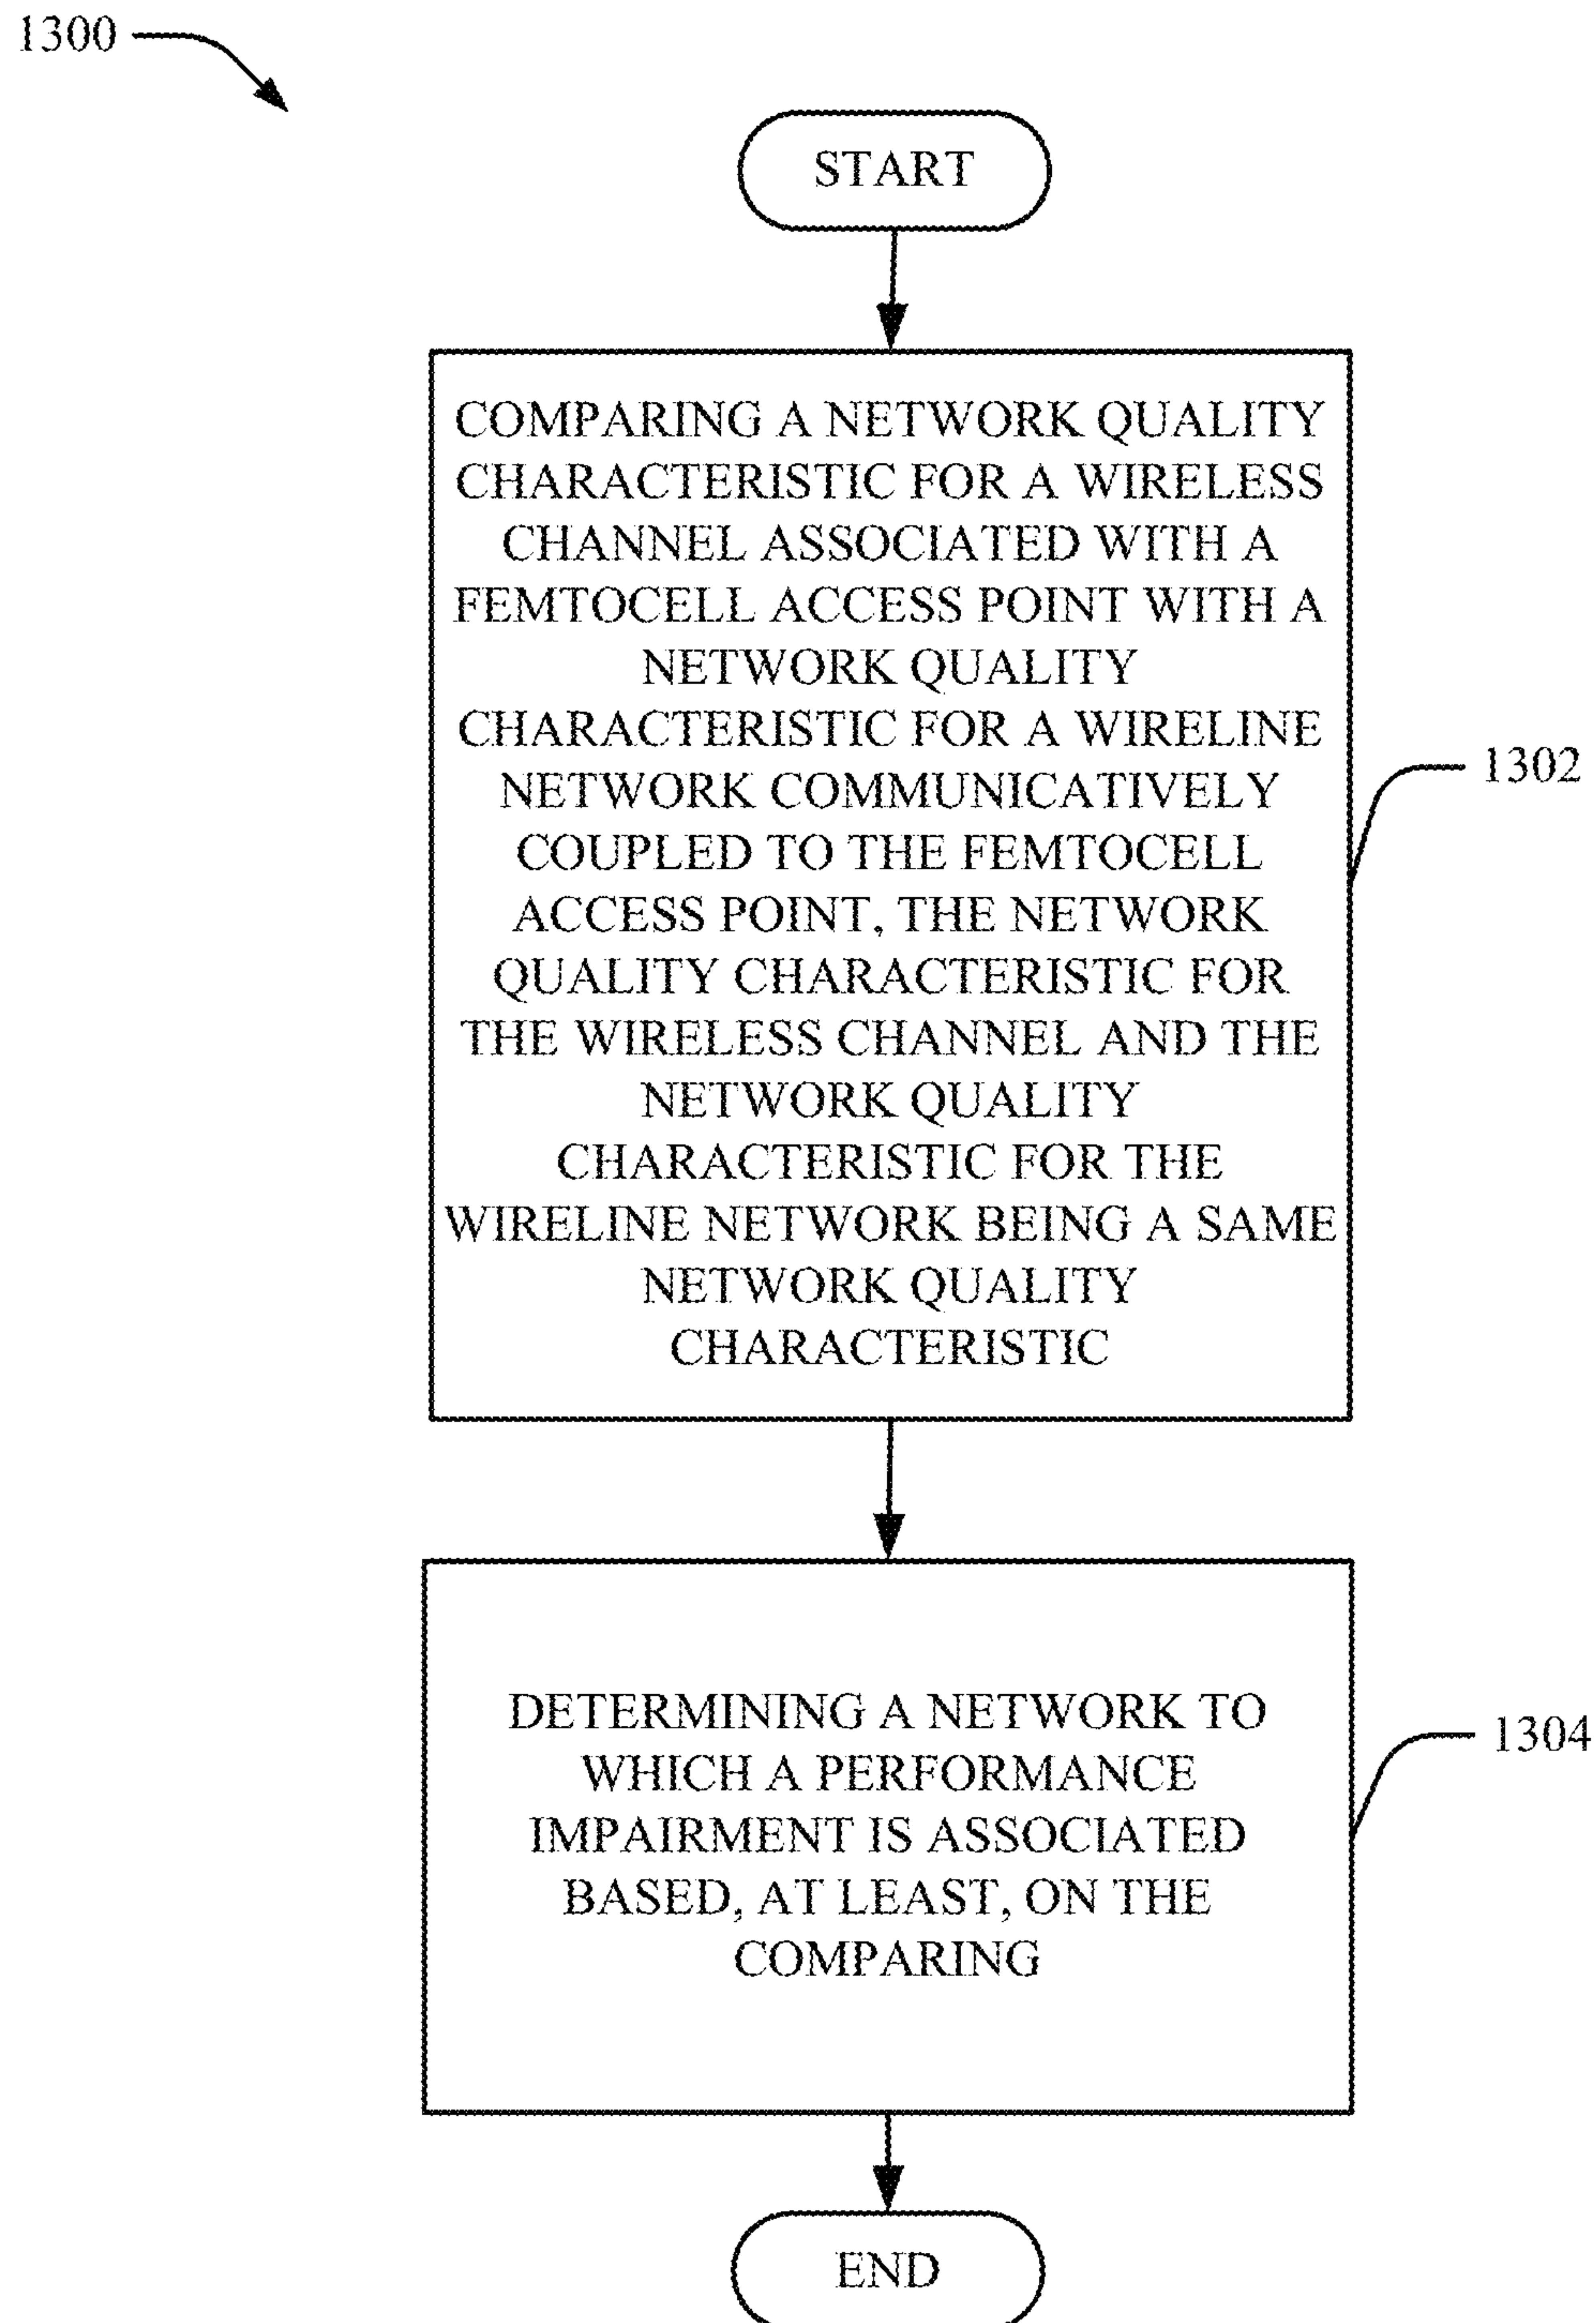 1300
START
COMPARING A NETWORK QUALITY
CHARACTERISTIC FOR A WIRELESS
CHANNEL ASSOCIATED WITH A
FEMTOCELL ACCESS POINT WITH A
NETWORK QUALITY
CHARACTERISTIC FOR A WIRELINE
NETWORK COMMUNICATIVELY
COUPLED TO THE FEMTOCELL
ACCESS POINT, THE NETWORK
QUALITY CHARACTERISTIC FOR
THE WIRELESS CHANNEL AND THE
NETWORK QUALITY
CHARACTERISTIC FOR THE
WIRELINE NETWORK BEING A SAME
NETWORK QUALITY
CHARACTERISTIC
1302
DETERMINING A NETWORK TO
WHICH A PERFORMANCE
IMPAIRMENT IS ASSOCIATED
BASED, AT LEAST, ON THE
COMPARING
1304
END